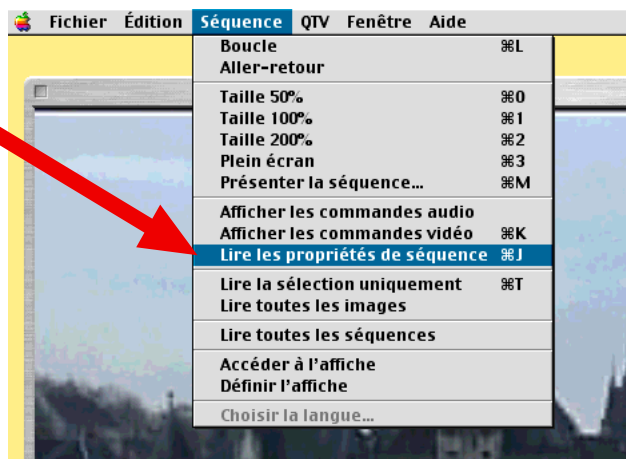 Fichier Édition Séquence QTV Fenêtre Aide
Boucle ⌘L
Aller-retour
Taille 50% ⌘0
Taille 100% ⌘1
Taille 200% ⌘2
Plein écran ⌘3
Présenter la séquence... ⌘M
Afficher les commandes audio
Afficher les commandes vidéo ⌘K
Lire les propriétés de séquence ⌘J
Lire la sélection uniquement ⌘T
Lire toutes les images
Lire toutes les séquences
Accéder à l'affiche
Définir l'affiche
Choisir la langue...